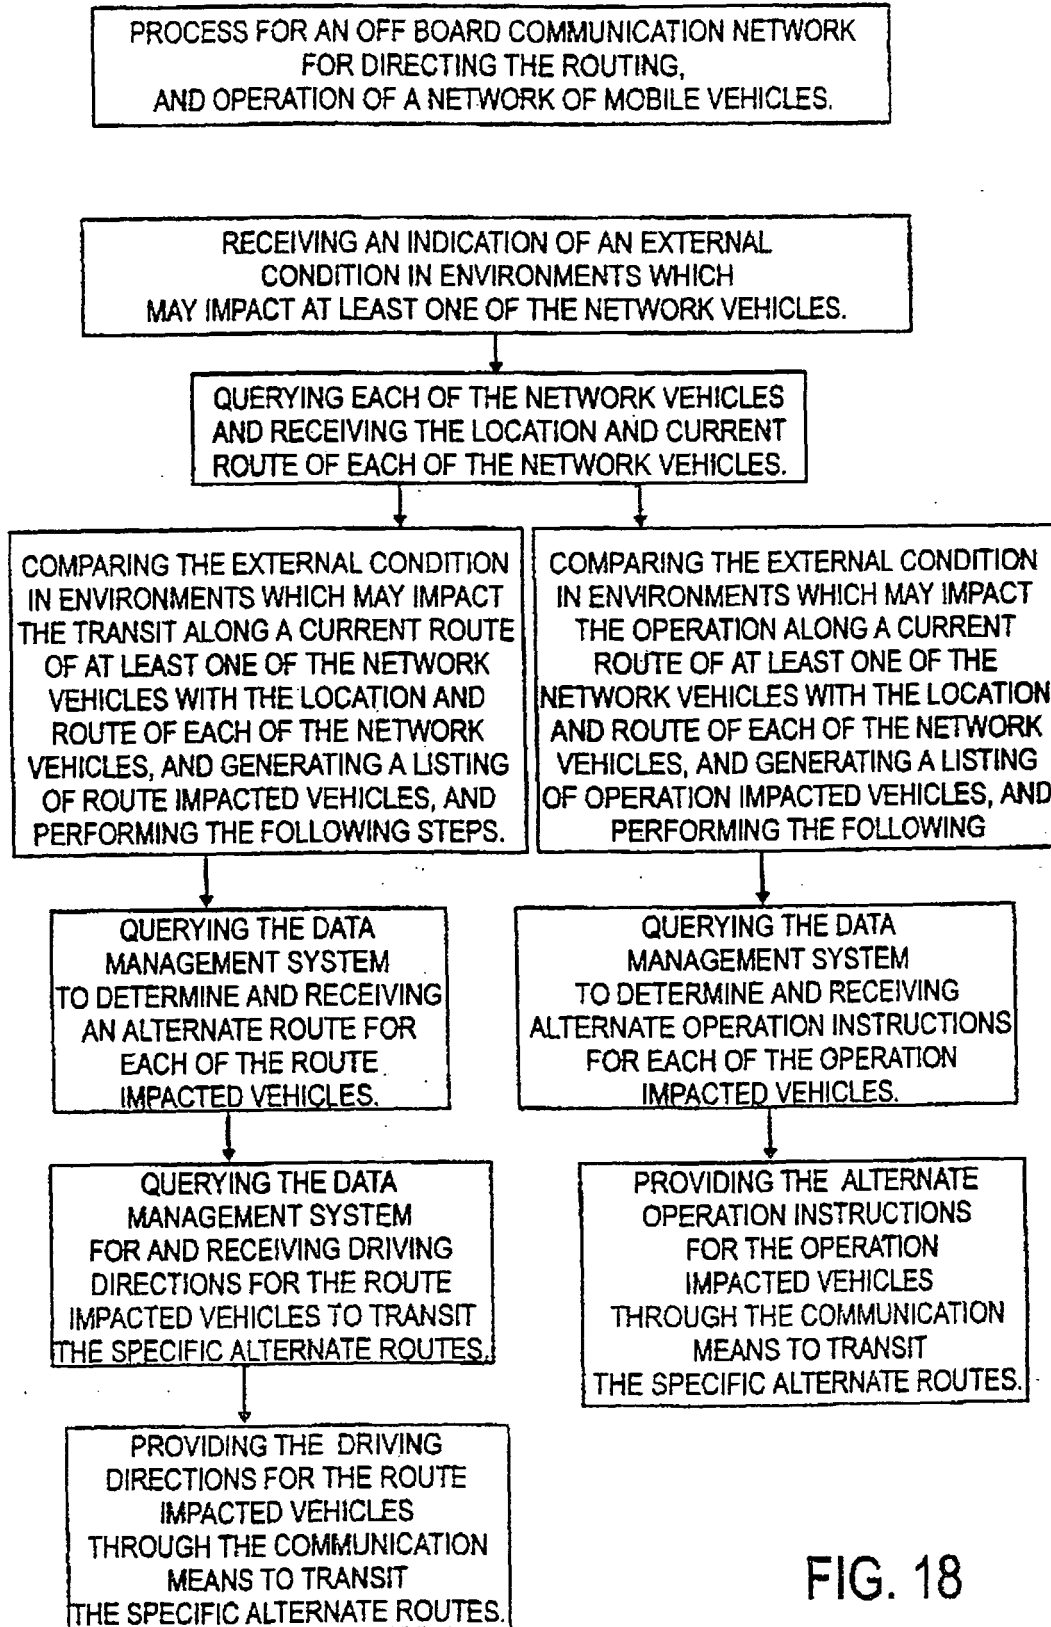 PROCESS FOR AN OFF BOARD COMMUNICATION NETWORK
FOR DIRECTING THE ROUTING,
AND OPERATION OF A NETWORK OF MOBILE VEHICLES.
RECEIVING AN INDICATION OF AN EXTERNAL
CONDITION IN ENVIRONMENTS WHICH
MAY IMPACT AT LEAST ONE OF THE NETWORK VEHICLES.
QUERYING EACH OF THE NETWORK VEHICLES
AND RECEIVING THE LOCATION AND CURRENT
ROUTE OF EACH OF THE NETWORK VEHICLES.
COMPARING THE EXTERNAL CONDITION
IN ENVIRONMENTS WHICH MAY IMPACT
THE TRANSIT ALONG A CURRENT ROUTE
OF AT LEAST ONE OF THE NETWORK
VEHICLES WITH THE LOCATION AND
ROUTE OF EACH OF THE NETWORK
VEHICLES, AND GENERATING A LISTING
OF ROUTE IMPACTED VEHICLES, AND
PERFORMING THE FOLLOWING STEPS.
COMPARING THE EXTERNAL CONDITION
IN ENVIRONMENTS WHICH MAY IMPACT
THE OPERATION ALONG A CURRENT
ROUTE OF AT LEAST ONE OF THE
NETWORK VEHICLES WITH THE LOCATION
AND ROUTE OF EACH OF THE NETWORK
VEHICLES, AND GENERATING A LISTING
OF OPERATION IMPACTED VEHICLES, AND
PERFORMING THE FOLLOWING
QUERYING THE DATA
MANAGEMENT SYSTEM
TO DETERMINE AND RECEIVING
AN ALTERNATE ROUTE FOR
EACH OF THE ROUTE
IMPACTED VEHICLES.
QUERYING THE DATA
MANAGEMENT SYSTEM
TO DETERMINE AND RECEIVING
ALTERNATE OPERATION INSTRUCTIONS
FOR EACH OF THE OPERATION
IMPACTED VEHICLES.
QUERYING THE DATA
MANAGEMENT SYSTEM
FOR AND RECEIVING DRIVING
DIRECTIONS FOR THE ROUTE
IMPACTED VEHICLES TO TRANSIT
THE SPECIFIC ALTERNATE ROUTES.
PROVIDING THE ALTERNATE
OPERATION INSTRUCTIONS
FOR THE OPERATION
IMPACTED VEHICLES
THROUGH THE COMMUNICATION
MEANS TO TRANSIT
THE SPECIFIC ALTERNATE ROUTES.
PROVIDING THE DRIVING
DIRECTIONS FOR THE ROUTE
IMPACTED VEHICLES
THROUGH THE COMMUNICATION
MEANS TO TRANSIT
THE SPECIFIC ALTERNATE ROUTES.
FIG. 18